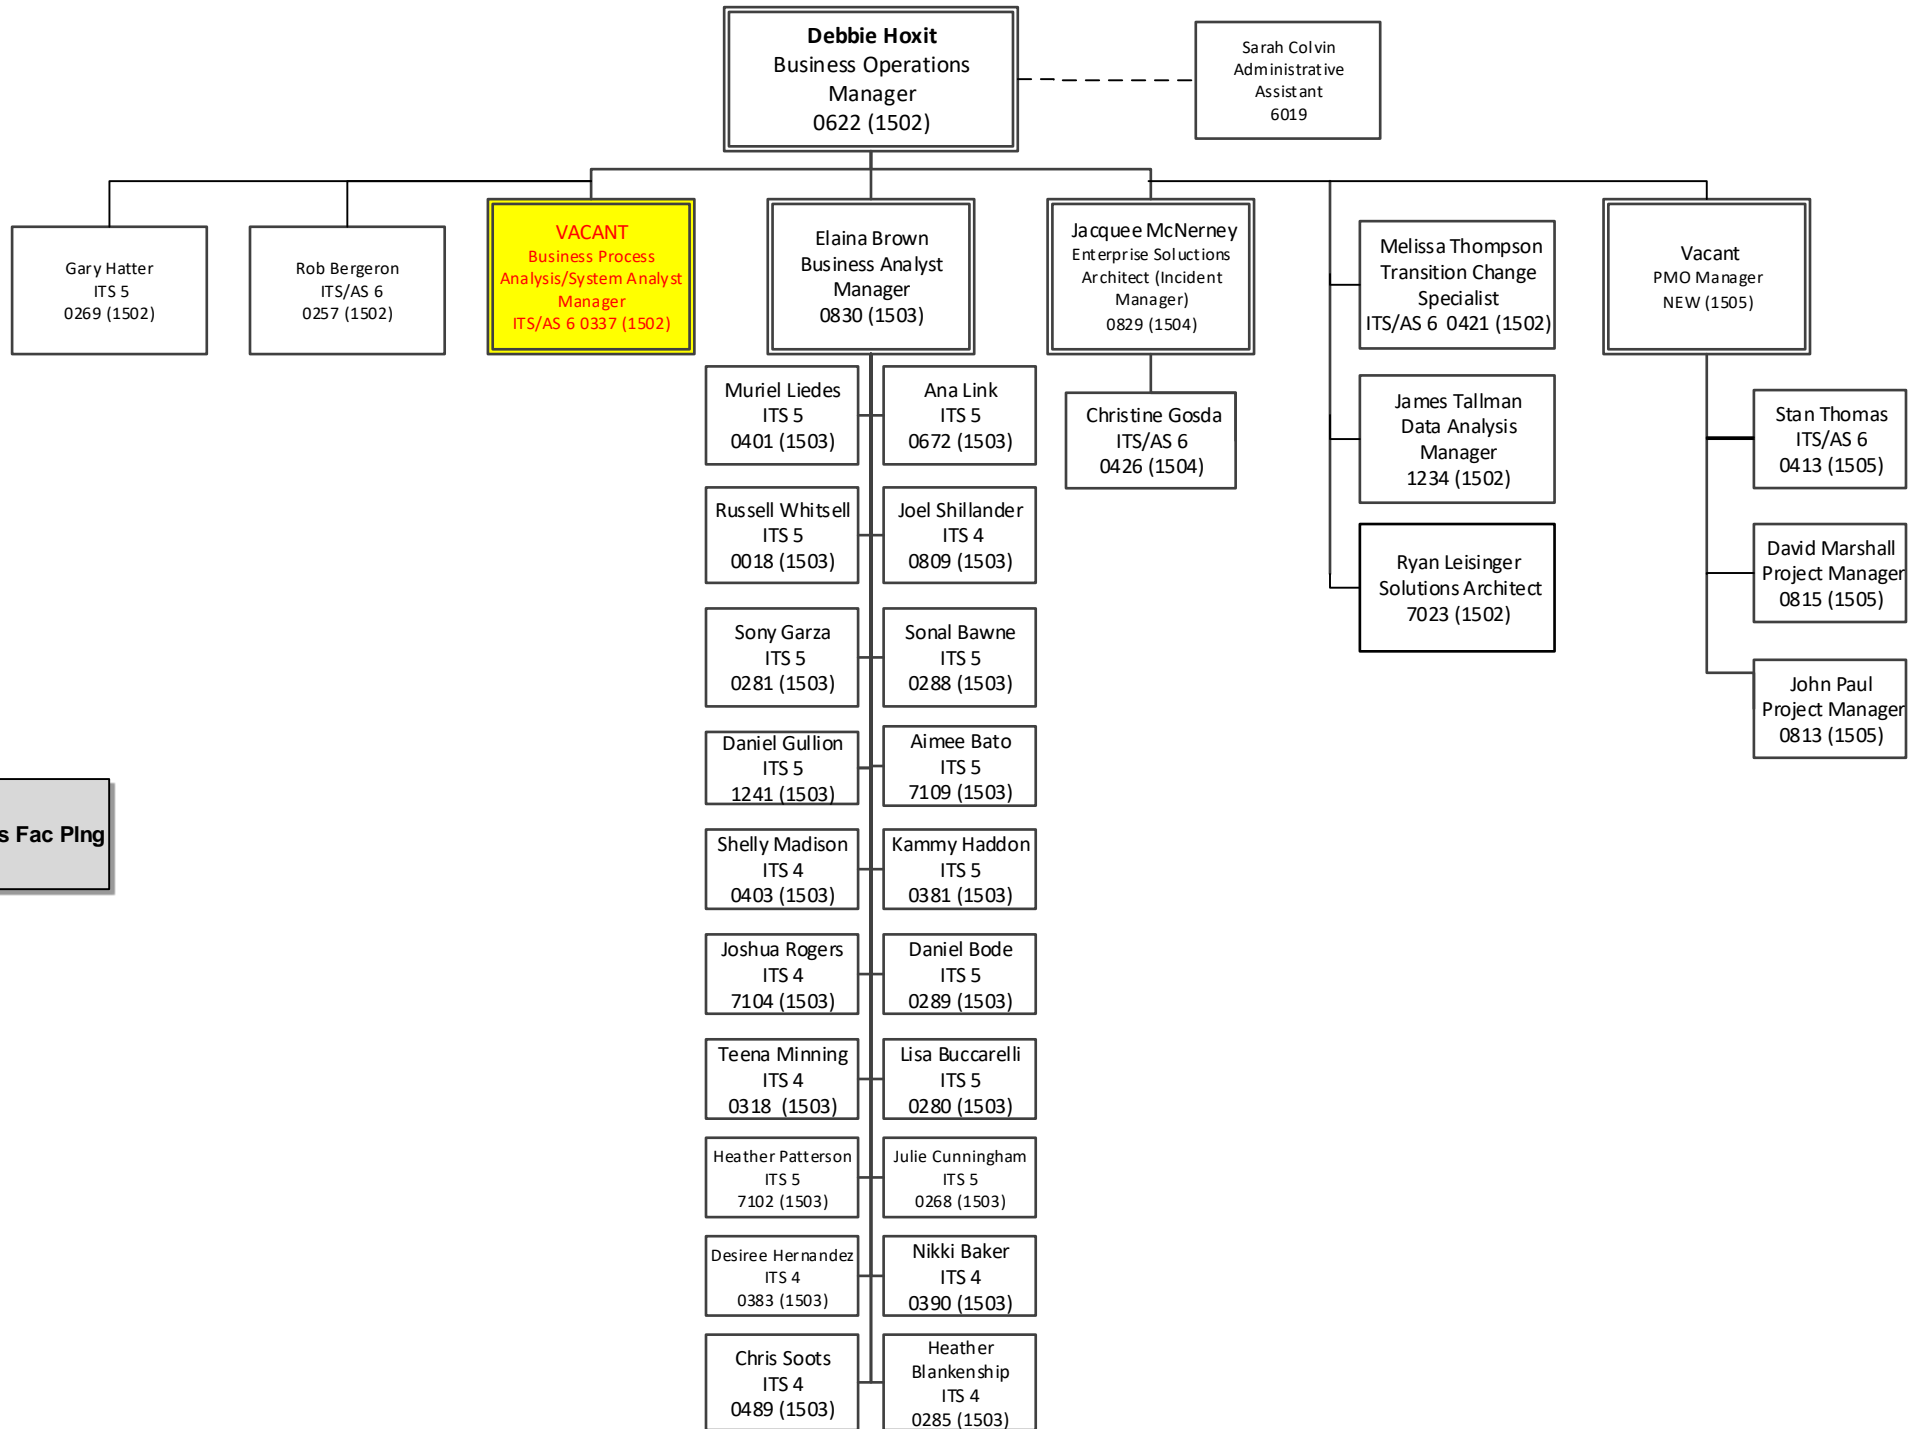 Debbie Hoxit
Business Operations
Manager
0622 (1502)
Sarah Colvin
Administrative
Assistant
6019
Gary Hatter
ITS 5
0269 (1502)
Rob Bergeron
ITS/AS 6
0257 (1502)
VACANT
Business Process
Analysis/System Analyst
Manager
ITS/AS 6 0337 (1502)
Elaina Brown
Business Analyst
Manager
0830 (1503)
Jacquee McNerney
Enterprise Soluctions
Architect (Incident
Manager)
0829 (1504)
Melissa Thompson
Transition Change
Specialist
ITS/AS 6 0421 (1502)
Vacant
PMO Manager
NEW (1505)
Muriel Liedes
ITS 5
0401 (1503)
Ana Link
ITS 5
0672 (1503)
Christine Gosda
ITS/AS 6
0426 (1504)
James Tallman
Data Analysis
Manager
1234 (1502)
Stan Thomas
ITS/AS 6
0413 (1505)
Russell Whitsell
ITS 5
0018 (1503)
Joel Shillander
ITS 4
0809 (1503)
Ryan Leisinger
Solutions Architect
7023 (1502)
David Marshall
Project Manager
0815 (1505)
Sony Garza
ITS 5
0281 (1503)
Sonal Bawne
ITS 5
0288 (1503)
John Paul
Project Manager
0813 (1505)
Daniel Gullion
ITS 5
1241 (1503)
Aimee Bato
ITS 5
7109 (1503)
s Fac Plng
Shelly Madison
ITS 4
0403 (1503)
Kammy Haddon
ITS 5
0381 (1503)
Joshua Rogers
ITS 4
7104 (1503)
Daniel Bode
ITS 5
0289 (1503)
Teena Minning
ITS 4
0318 (1503)
Lisa Buccarelli
ITS 5
0280 (1503)
Heather Patterson
ITS 5
7102 (1503)
Julie Cunningham
ITS 5
0268 (1503)
Desiree Hernandez
ITS 4
0383 (1503)
Nikki Baker
ITS 4
0390 (1503)
Chris Soots
ITS 4
0489 (1503)
Heather
Blankenship
ITS 4
0285 (1503)